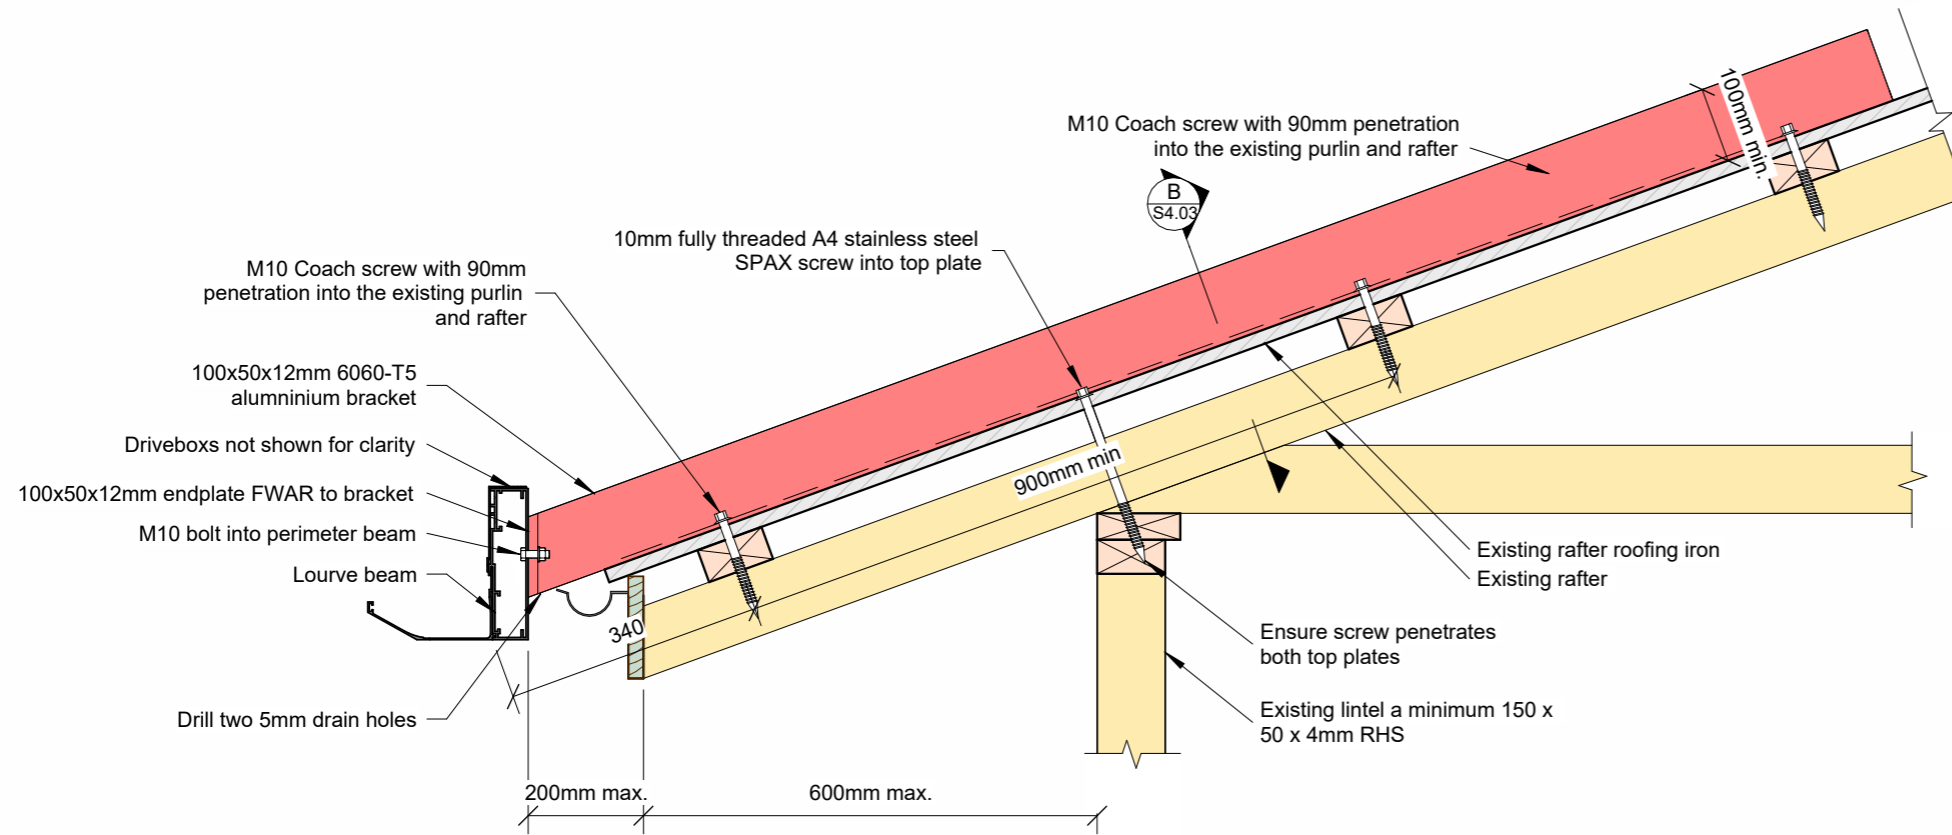 M10 Coach screw with 90mm penetration
into the existing purlin and rafter
100mm min.
B
S4.03
10mm fully threaded A4 stainless steel
SPAX screw into top plate
M10 Coach screw with 90mm
penetration into the existing purlin
and rafter
100x50x12mm 6060-T5
alumninium bracket
Driveboxs not shown for clarity
100x50x12mm endplate FWAR to bracket
M10 bolt into perimeter beam
Lourve beam
Drill two 5mm drain holes
340
900mm min
Existing rafter roofing iron
Existing rafter
Ensure screw penetrates
both top plates
Existing lintel a minimum 150 x
50 x 4mm RHS
200mm max.
600mm max.